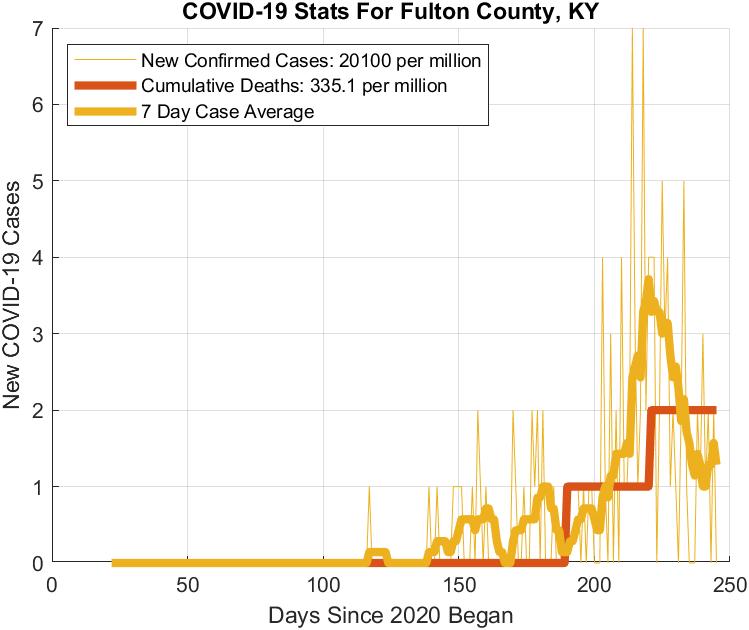 COVID-19 Stats For Fulton County, KY
New Confirmed Cases: 20100 per million
Cumulative Deaths: 335.1 per million
7 Day Case Average
New COVID-19 Cases
7
6
5
4
3
2
1
0
0 50 100 150 200 250
Days Since 2020 Began